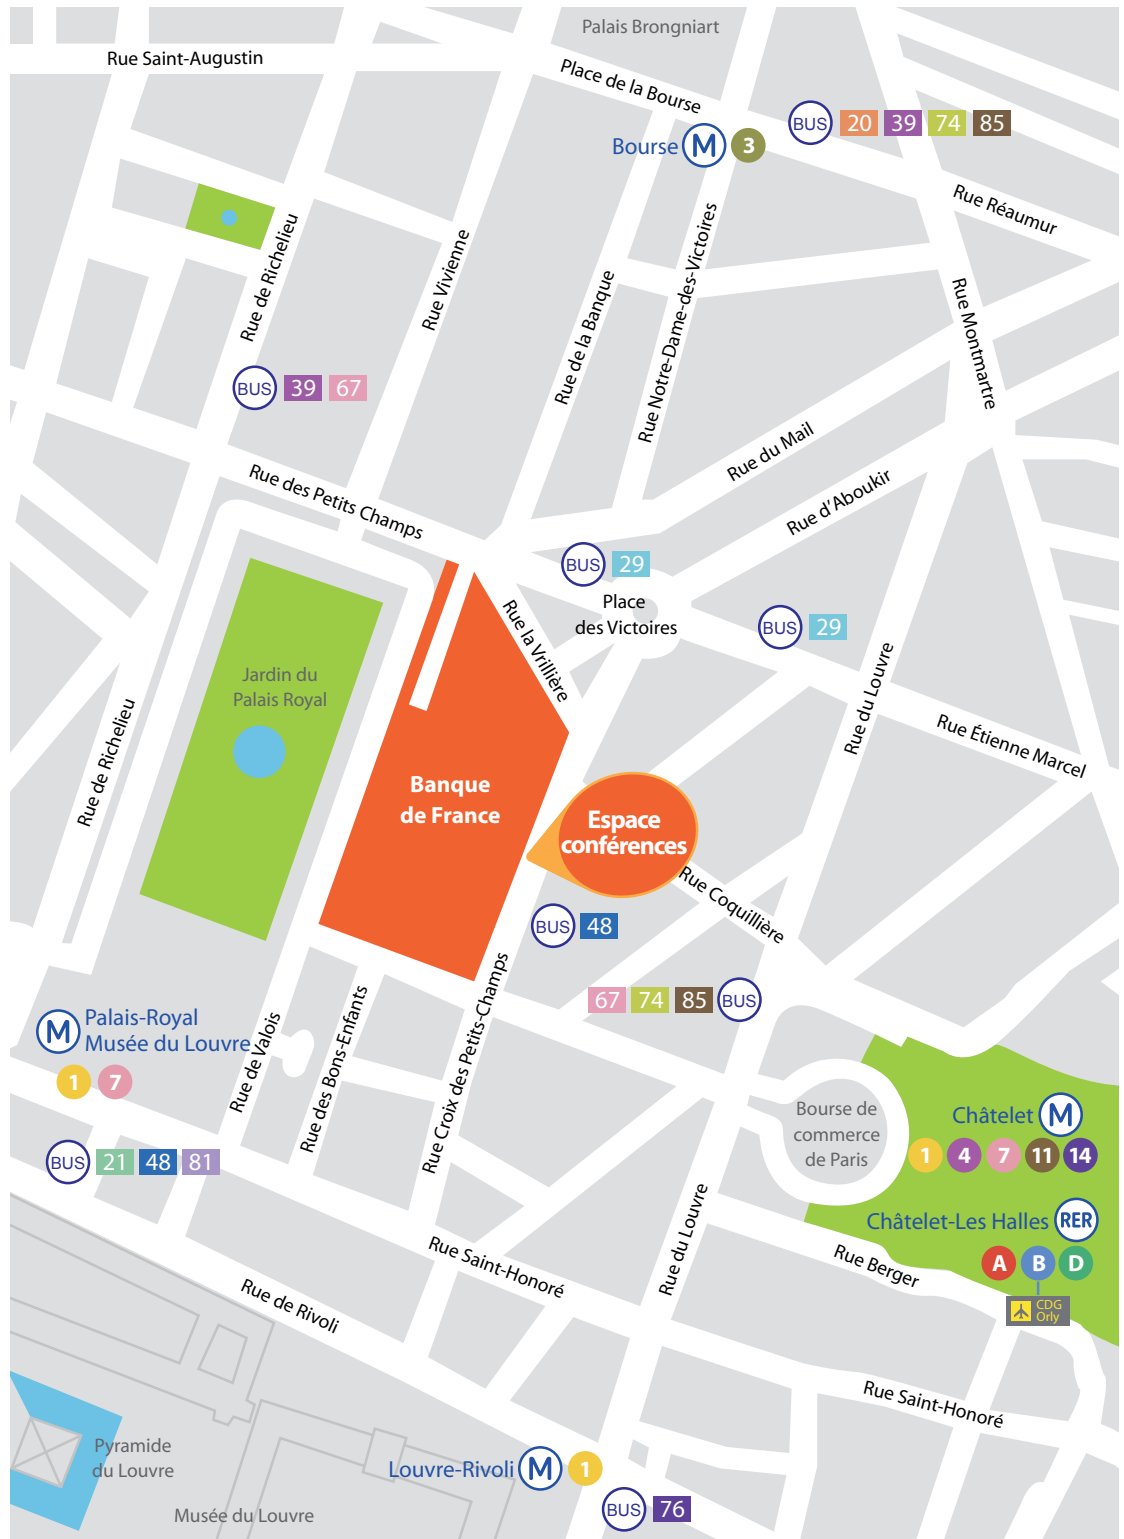 Palais Brongniart
Rue Saint-Augustin
Place de la Bourse
BUS 20 39 74 85
Bourse M 3
Rue Réaumur
Rue de Richelieu
Rue Vivienne
Rue de la Banque
Rue Notre-Dame-des-Victoires
Rue Montmartre
BUS 39 67
Rue du Mail
Rue d’Aboukir
Rue des Petits Champs
BUS 29
Place
des Victoires
BUS 29
Rue la Vrillière
Jardin du
Palais Royal
Rue du Louvre
Rue Étienne Marcel
Rue de Richelieu
Banque
de France
Espace
conférences
Rue Coquillière
BUS 48
67 74 85 BUS
Rue Croix des Petits-Champs
Rue des Bons-Enfants
Rue de Valois
M Palais-Royal
Musée du Louvre
1 7
BUS 21 48 81
Bourse de
commerce
de Paris
Châtelet M
1 4 7 11 14
Châtelet-Les Halles RER
A B D
CDG
Orly
Rue du Louvre
Rue Berger
Rue Saint-Honoré
Rue de Rivoli
Rue Saint-Honoré
Pyramide
du Louvre
Louvre-Rivoli M 1
BUS 76
Musée du Louvre